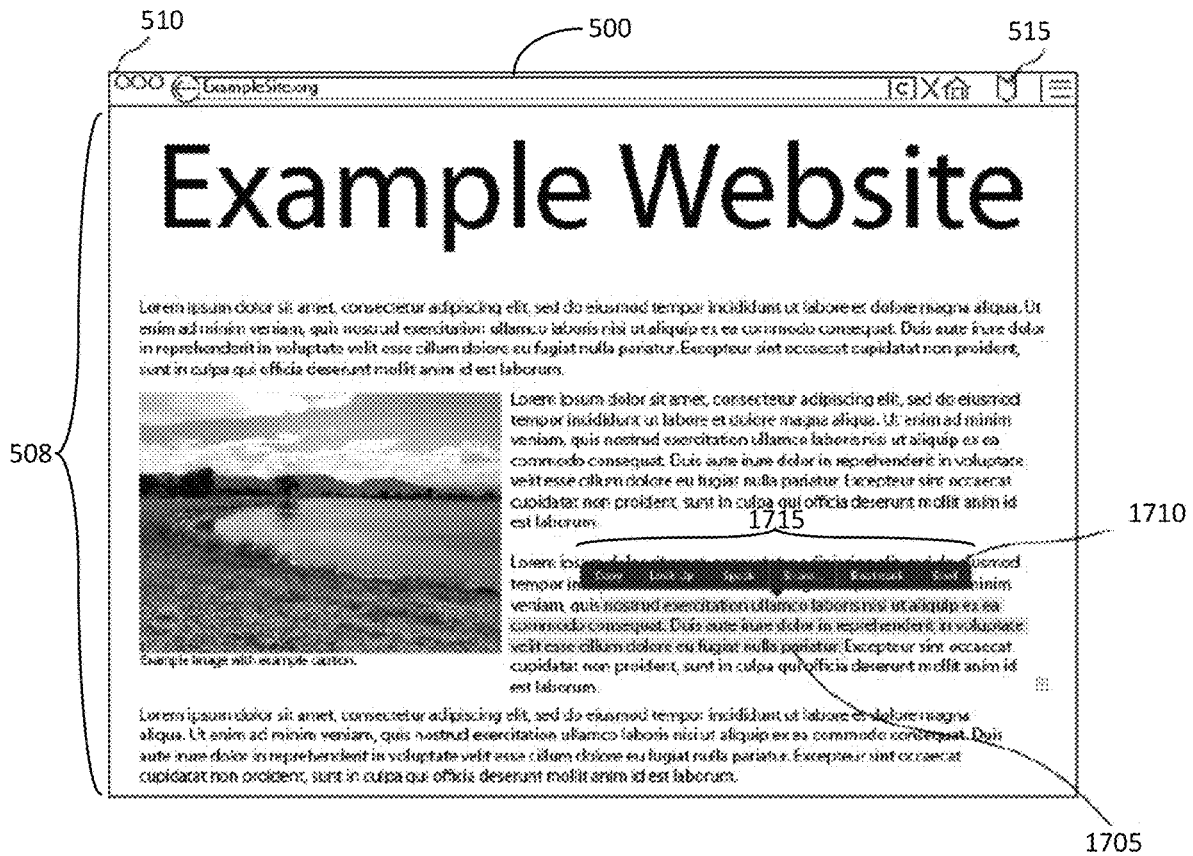 510
500
515
ExampleSite.org
C
Example Website
Lorem ipsum dolor sit amet, consectetur adipiscing elit, sed do eiusmod tempor incididunt ut labore et dolore magna aliqua. Ut
enim ad minim veniam, quis nostrud exercitation ullamco laboris nisi ut aliquip ex ea commodo consequat. Duis aute irure dolor
in reprehenderit in voluptate velit esse cillum dolore eu fugiat nulla pariatur. Excepteur sint occaecat cupidatat non proident,
sunt in culpa qui officia deserunt mollit anim id est laborum.
508
Lorem ipsum dolor sit amet, consectetur adipiscing elit, sed do eiusmod
tempor incididunt ut labore et dolore magna aliqua. Ut enim ad minim
veniam, quis nostrud exercitation ullamco laboris nisi ut aliquip ex ea
commodo consequat. Duis aute irure dolor in reprehenderit in voluptate
velit esse cillum dolore eu fugiat nulla pariatur. Excepteur sint occaecat
cupidatat non proident, sunt in culpa qui officia deserunt mollit anim id
est laborum.
1715
1710
Lorem eiusmod
tempor minim
veniam, quis nostrud exercitation ullamco laboris nisi ut aliquip ex ea
commodo consequat. Duis aute irure dolor in reprehenderit in voluptate
velit esse cillum dolore eu fugiat nulla pariatur. Excepteur sint occaecat
cupidatat non proident, sunt in culpa qui officia deserunt mollit anim id
est laborum.
Example image with example caption.
Lorem ipsum dolor sit amet, consectetur adipiscing elit, sed do eiusmod tempor incididunt ut labore et dolore magna
aliqua. Ut enim ad minim veniam, quis nostrud exercitation ullamco laboris nisi ut aliquip ex ea commodo consequat. Duis
aute irure dolor in reprehenderit in voluptate velit esse cillum dolore eu fugiat nulla pariatur. Excepteur sint occaecat
cupidatat non proident, sunt in culpa qui officia deserunt mollit anim id est laborum.
1705